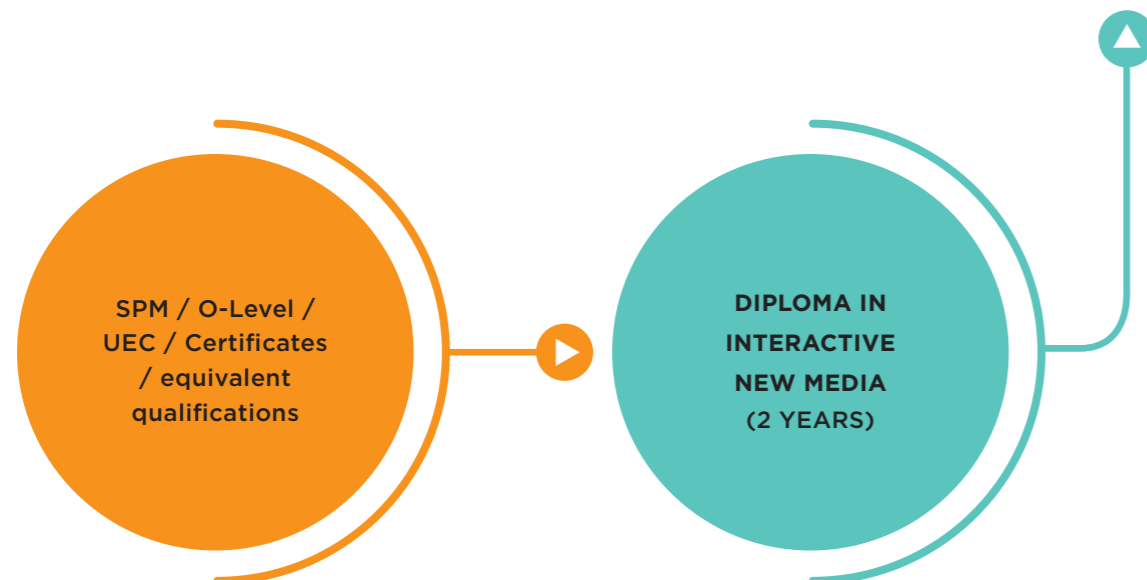 SPM / O-Level /
UEC / Certificates
/ equivalent
qualifications
DIPLOMA IN
INTERACTIVE
NEW MEDIA
(2 YEARS)